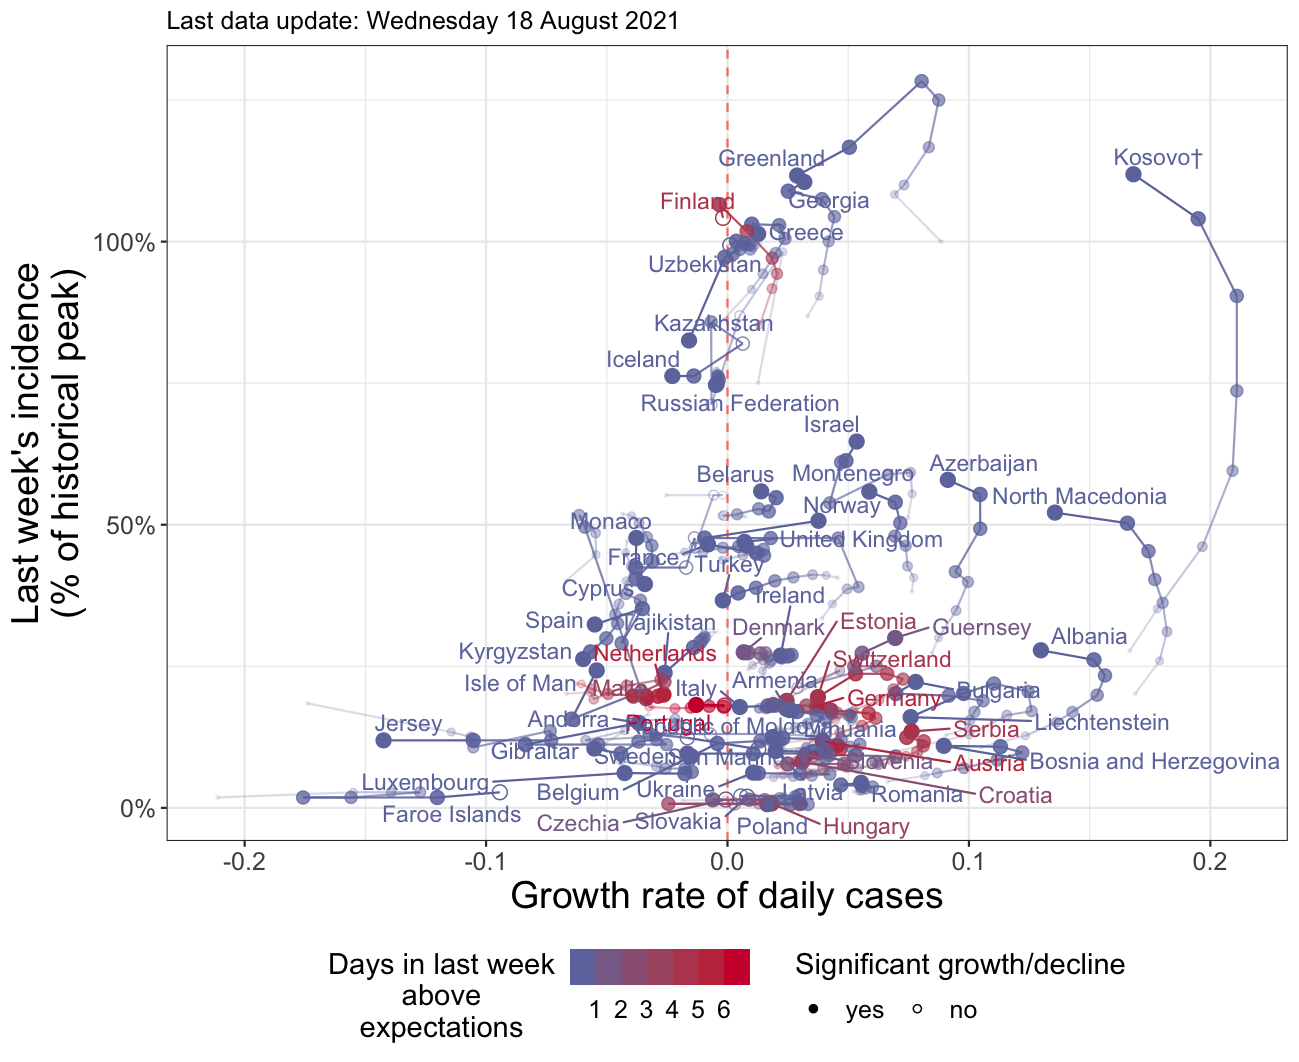 Last data update: Wednesday 18 August 2021
Last week's incidence
(% of historical peak)
100%
50%
0%
Greenland
Kosovo†
Finland
Georgia
Greece
Uzbekistan
Kazakhstan
Iceland
Russian Federation
Israel
Belarus
Montenegro
Azerbaijan
North Macedonia
Norway
Monaco
United Kingdom
France
Turkey
Cyprus
Ireland
Spain
Tajikistan
Denmark
Estonia
Guernsey
Albania
Kyrgyzstan
Netherlands
Switzerland
Isle of Man
Malta
Italy
Armenia
Germany
Bulgaria
Jersey
Andorra
Portugal
of Moldova
Lithuania
Liechtenstein
Serbia
Gibraltar
Sweden
San Marino
Slovenia
Austria
Bosnia and Herzegovina
Luxembourg
Belgium
Ukraine
Latvia
Romania
Croatia
Faroe Islands
Czechia
Slovakia
Poland
Hungary
-0.2
-0.1
0.0
0.1
0.2
Growth rate of daily cases
Days in last week
above
expectations
1 2 3 4 5 6
Significant growth/decline
yes
no